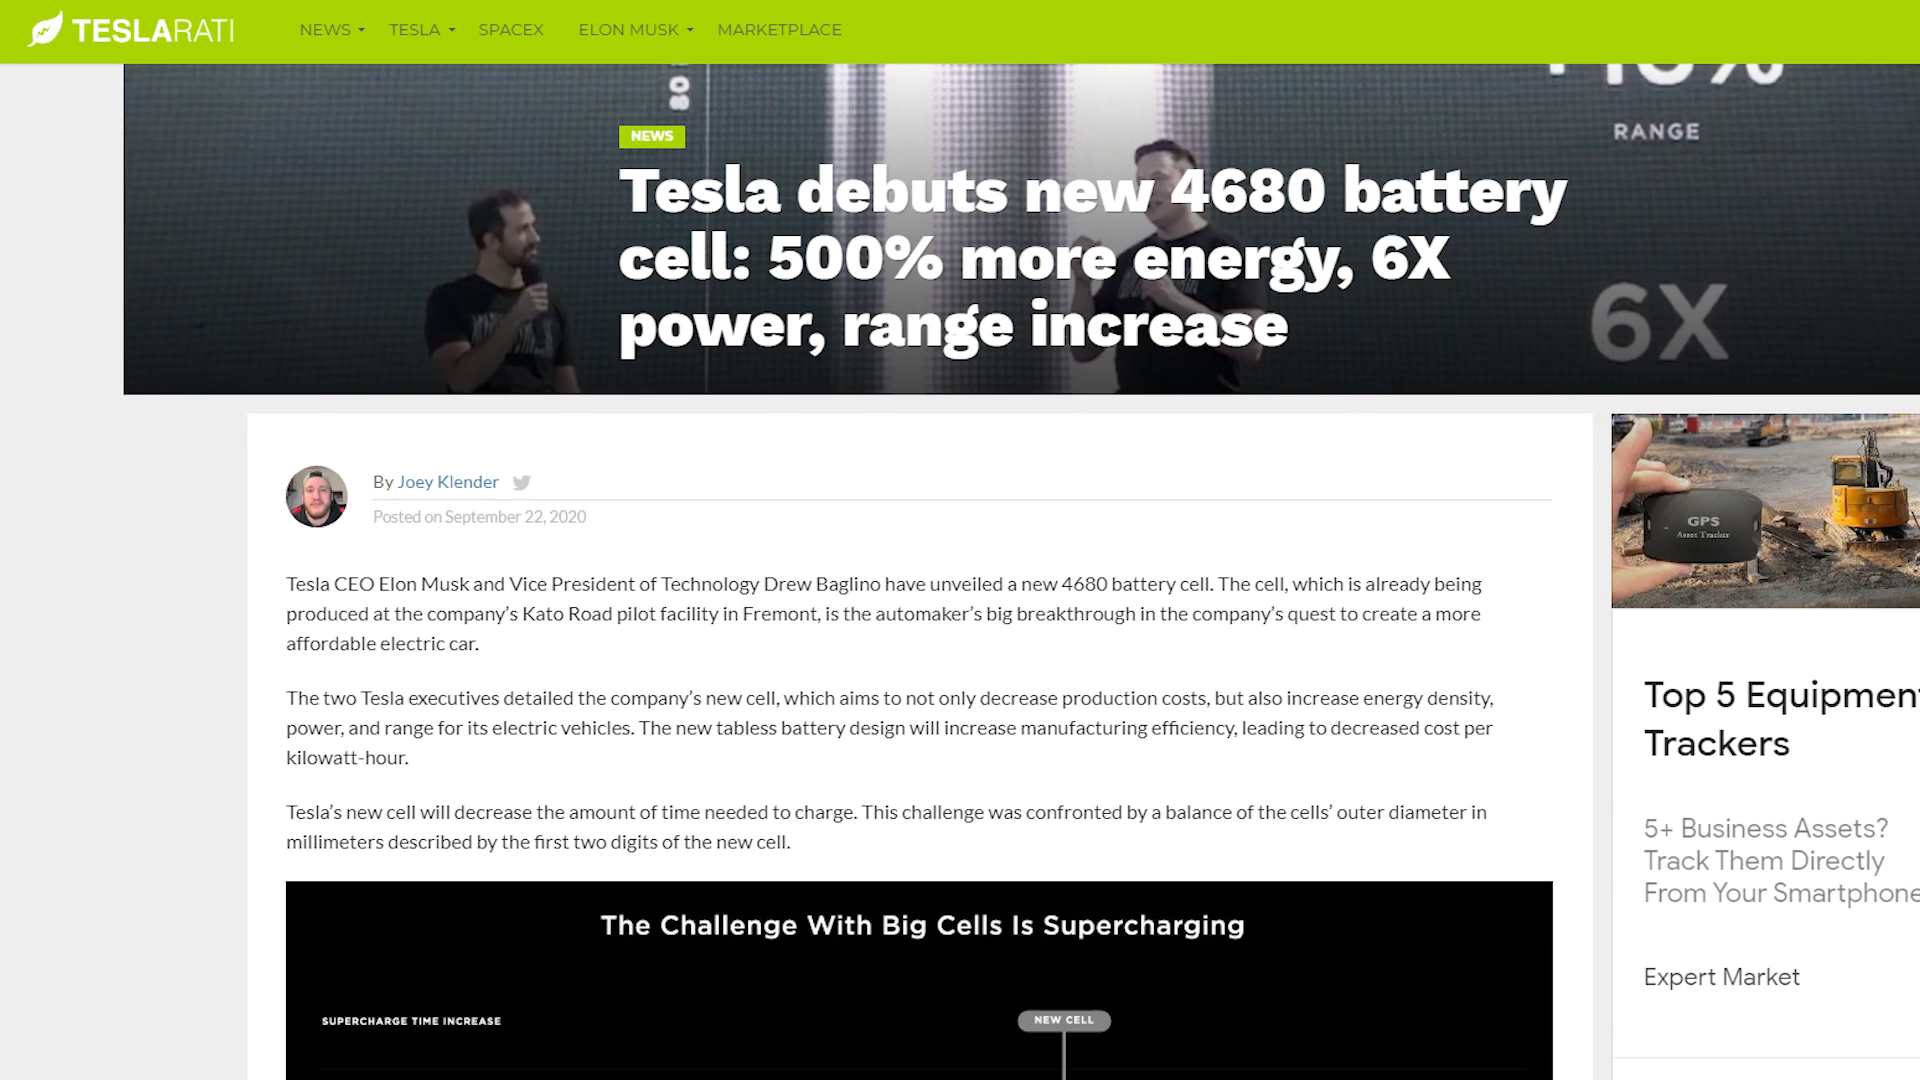 TESLARATI
NEWS TESLA SPACEX ELON MUSK MARKETPLACE
80
RANGE
6X
NEWS
Tesla debuts new 4680 battery
cell: 500% more energy, 6X
power, range increase
By Joey Klender
Posted on September 22, 2020
Tesla CEO Elon Musk and Vice President of Technology Drew Baglino have unveiled a new 4680 battery cell. The cell, which is already being
produced at the company’s Kato Road pilot facility in Fremont, is the automaker’s big breakthrough in the company’s quest to create a more
affordable electric car.
The two Tesla executives detailed the company’s new cell, which aims to not only decrease production costs, but also increase energy density,
power, and range for its electric vehicles. The new tabless battery design will increase manufacturing efficiency, leading to decreased cost per
kilowatt-hour.
Tesla’s new cell will decrease the amount of time needed to charge. This challenge was confronted by a balance of the cells’ outer diameter in
millimeters described by the first two digits of the new cell.
The Challenge With Big Cells Is Supercharging
SUPERCHARGE TIME INCREASE
NEW CELL
GPS
Asset Tracker
Top 5 Equipment
Trackers
5+ Business Assets?
Track Them Directly
From Your Smartphone
Expert Market